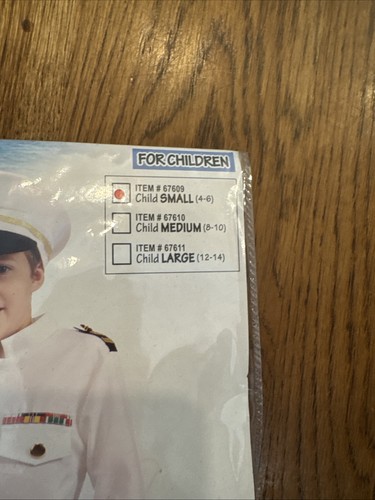 FOR CHILDREN
ITEM # 67609
Child SMALL (4-6)
ITEM # 67610
Child MEDIUM (8-10)
ITEM # 67611
Child LARGE (12-14)